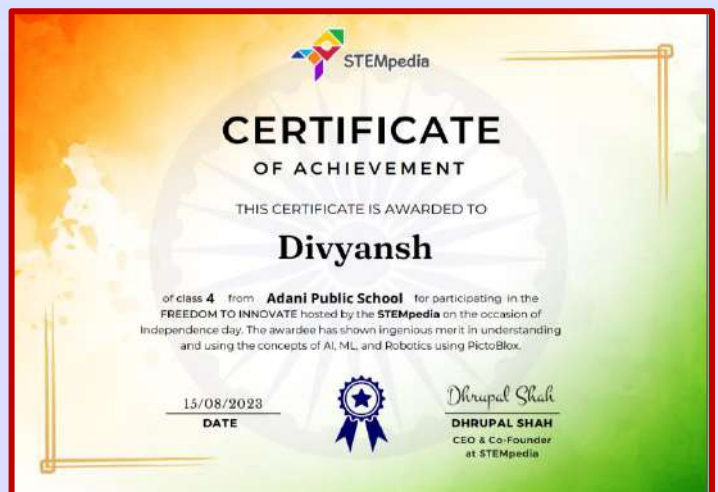 STEMpedia
CERTIFICATE
OF ACHIEVEMENT
THIS CERTIFICATE IS AWARDED TO
Divyansh
of class 4 from Adani Public School for participating in the
FREEDOM TO INNOVATE hosted by the STEMpedia on the occasion of
Independence day. The awardee has shown ingenious merit in understanding
and using the concepts of AI, ML, and Robotics using PictoBlox.
15/08/2023
DATE
Dhrupal Shah
DHRUPAL SHAH
CEO & Co-Founder
at STEMpedia